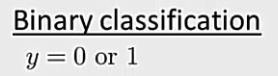 Binary classification
y = 0 or 1